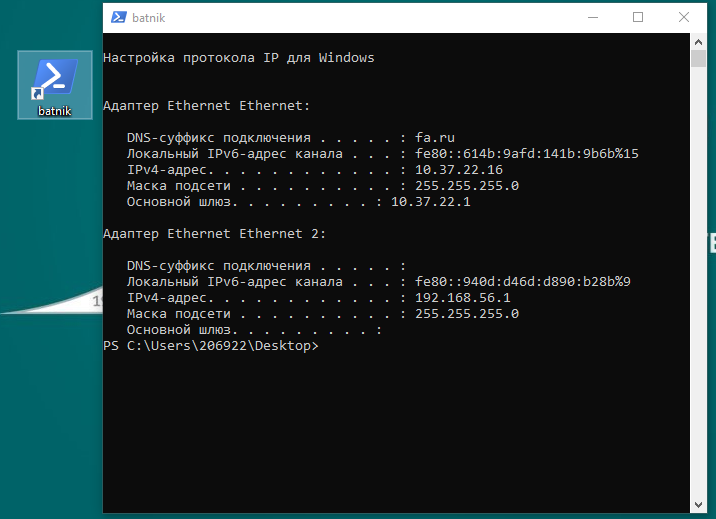 batnik
batnik
Настройка протокола IP для Windows
Адаптер Ethernet Ethernet:
DNS-суффикс подключения . . . . . : fa.ru
Локальный IPv6-адрес канала . . . : fe80::614b:9afd:141b:9b6b%15
IPv4-адрес. . . . . . . . . . . . : 10.37.22.16
Маска подсети . . . . . . . . . . : 255.255.255.0
Основной шлюз. . . . . . . . . : 10.37.22.1
Адаптер Ethernet Ethernet 2:
DNS-суффикс подключения . . . . . :
Локальный IPv6-адрес канала . . . : fe80::940d:d46d:d890:b28b%9
IPv4-адрес. . . . . . . . . . . . : 192.168.56.1
Маска подсети . . . . . . . . . . : 255.255.255.0
Основной шлюз. . . . . . . . . :
PS C:\Users\206922\Desktop>